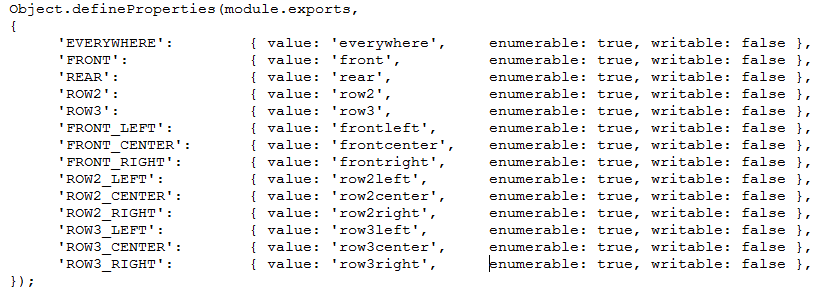 Object.defineProperties(module.exports,
{
'EVERYWHERE': { value: 'everywhere', enumerable: true, writable: false },
'FRONT': { value: 'front', enumerable: true, writable: false },
'REAR': { value: 'rear', enumerable: true, writable: false },
'ROW2': { value: 'row2', enumerable: true, writable: false },
'ROW3': { value: 'row3', enumerable: true, writable: false },
'FRONT_LEFT': { value: 'frontleft', enumerable: true, writable: false },
'FRONT_CENTER': { value: 'frontcenter', enumerable: true, writable: false },
'FRONT_RIGHT': { value: 'frontright', enumerable: true, writable: false },
'ROW2_LEFT': { value: 'row2left', enumerable: true, writable: false },
'ROW2_CENTER': { value: 'row2center', enumerable: true, writable: false },
'ROW2_RIGHT': { value: 'row2right', enumerable: true, writable: false },
'ROW3_LEFT': { value: 'row3left', enumerable: true, writable: false },
'ROW3_CENTER': { value: 'row3center', enumerable: true, writable: false },
'ROW3_RIGHT': { value: 'row3right', enumerable: true, writable: false },
});